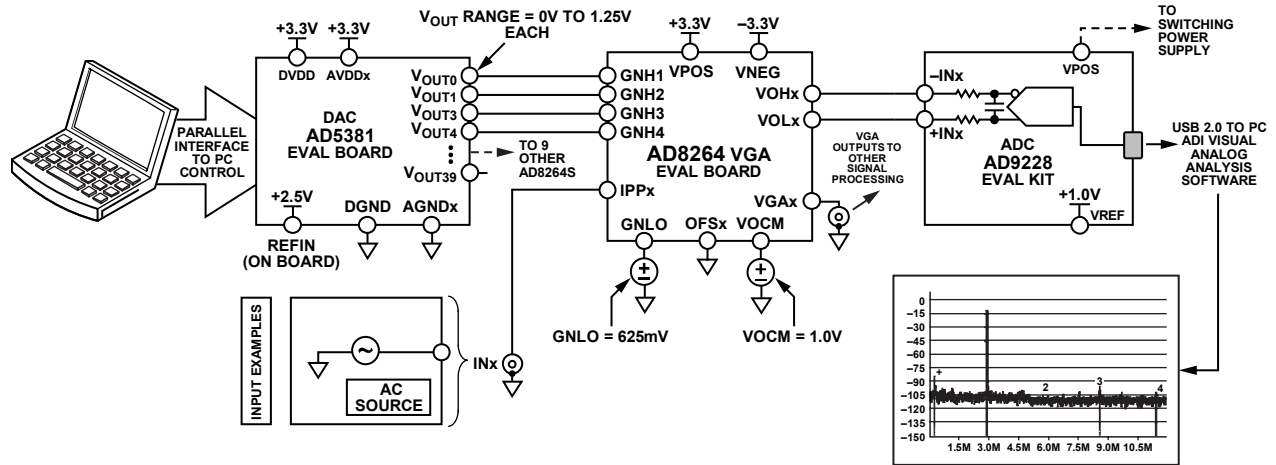 V_OUT RANGE = 0V TO 1.25V
EACH
+3.3V
+3.3V
DVDD
AVDDx
V_OUT0
V_OUT1
V_OUT3
V_OUT4
V_OUT39
DAC
AD5381
EVAL BOARD
PARALLEL
INTERFACE
TO PC
CONTROL
+2.5V
REFIN
(ON BOARD)
DGND
AGNDx
TO 9
OTHER
AD8264S
+3.3V
–3.3V
VPOS
VNEG
GNH1
GNH2
GNH3
GNH4
IPPx
AD8264 VGA
EVAL BOARD
VOHx
VOLx
VGAx
GNLO
OFSx
VOCM
GNLO = 625mV
VOCM = 1.0V
VGA
OUTPUTS TO
OTHER
SIGNAL
PROCESSING
TO
SWITCHING
POWER
SUPPLY
VPOS
–INx
+INx
ADC
AD9228
EVAL KIT
+1.0V
VREF
USB 2.0 TO PC
ADI VISUAL
ANALOG
ANALYSIS
SOFTWARE
INPUT EXAMPLES
AC
SOURCE
INx
0
–15
–30
–45
–60
–75
–90
–105
–120
–135
–150
+
2
3
4
1.5M 3.0M 4.5M 6.0M 7.5M 9.0M 10.5M